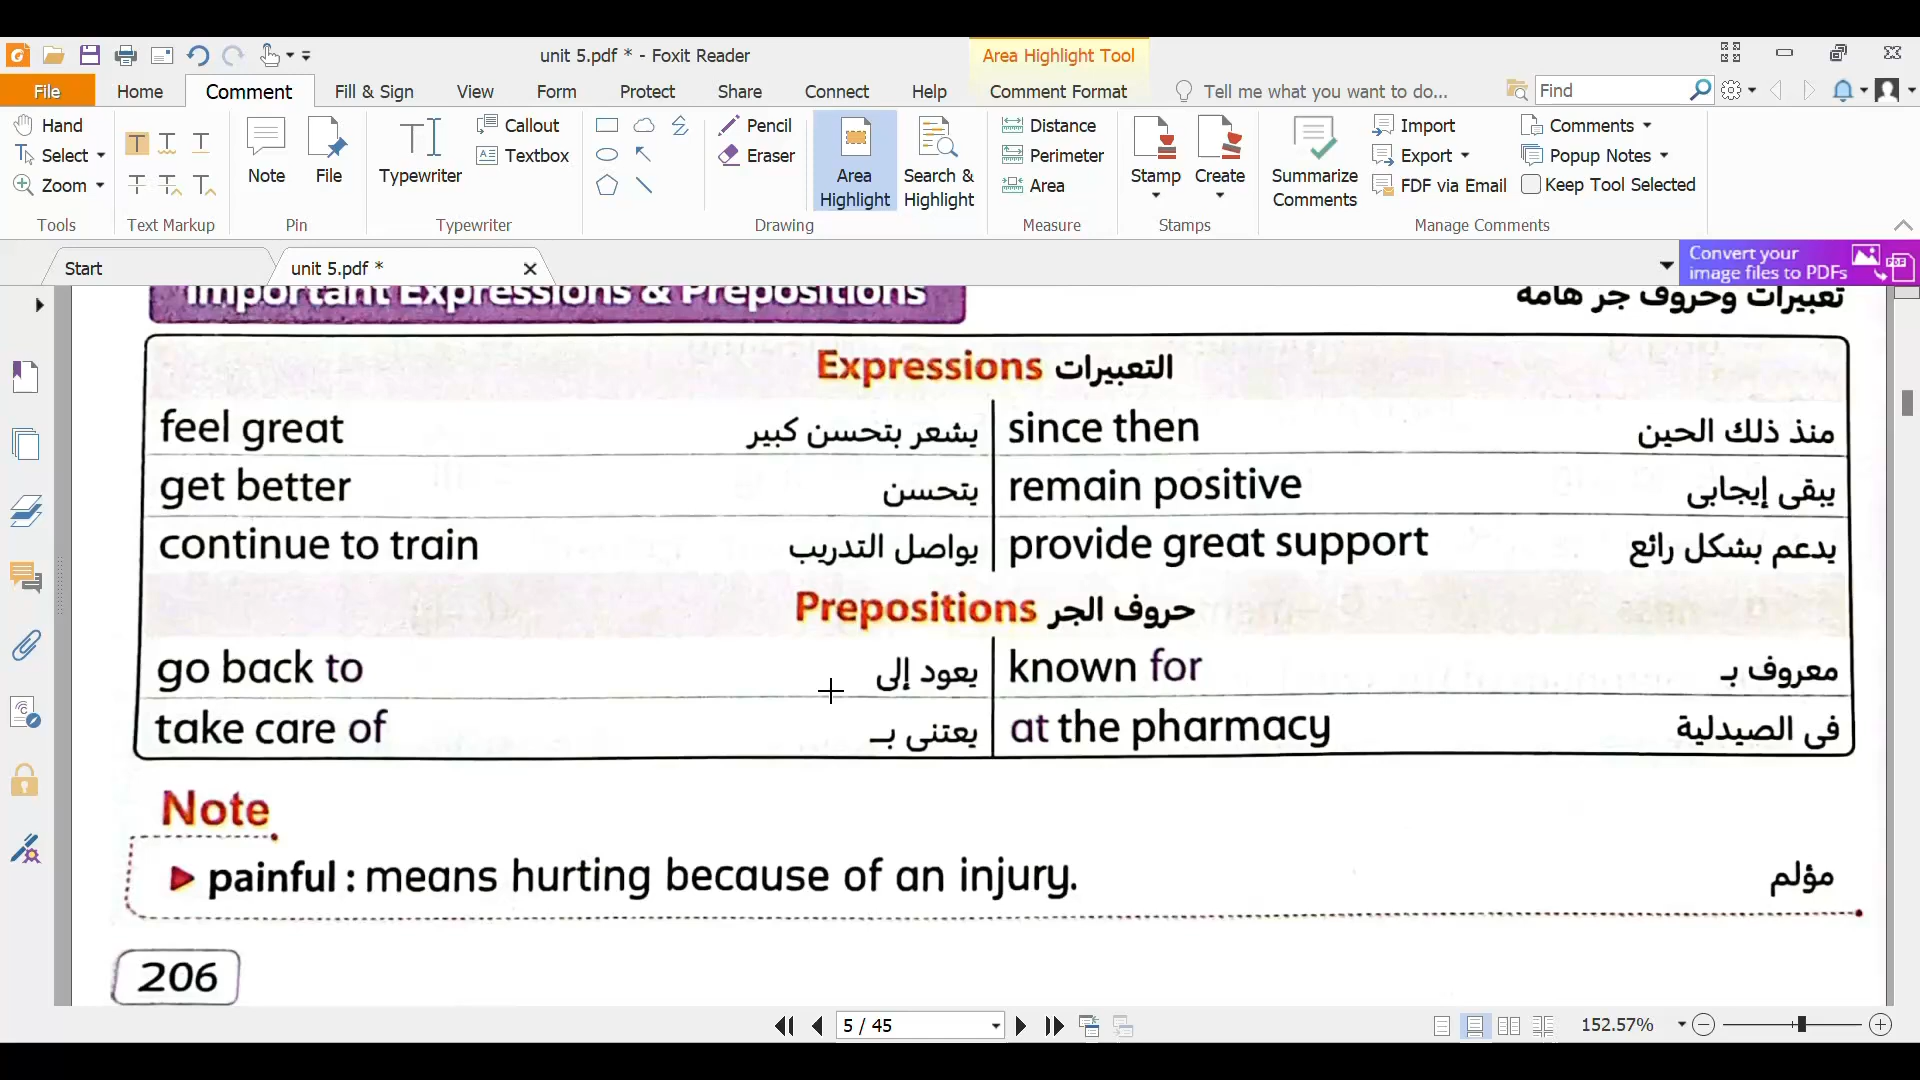 unit 5.pdf * - Foxit Reader
Area Highlight Tool
File Home Comment Fill & Sign View Form Protect Share Connect Help Comment Format Tell me what you want to do... Find
Hand
Select
Zoom
Tools
Text Markup
Note
File
Pin
Typewriter
Callout
Textbox
Typewriter
Pencil
Eraser
Area Highlight
Search & Highlight
Drawing
Distance
Perimeter
Area
Measure
Stamp
Create
Stamps
Summarize Comments
Import
Export
FDF via Email
Comments
Popup Notes
Keep Tool Selected
Manage Comments
Start
unit 5.pdf *
Convert your
image files to PDFs
Important Expressions & Prepositions تعبيرات وحروف جر هامة
Expressions التعبيرات
feel great يشعر بتحسن كبير since then منذ ذلك الحين
get better يتحسن remain positive يبقى إيجابى
continue to train يواصل التدريب provide great support يدعم بشكل رائع
Prepositions حروف الجر
go back to يعود إلى known for معروف بـ
take care of يعتنى بـ at the pharmacy فى الصيدلية
Note
painful : means hurting because of an injury. مؤلم
206
5 / 45
152.57%